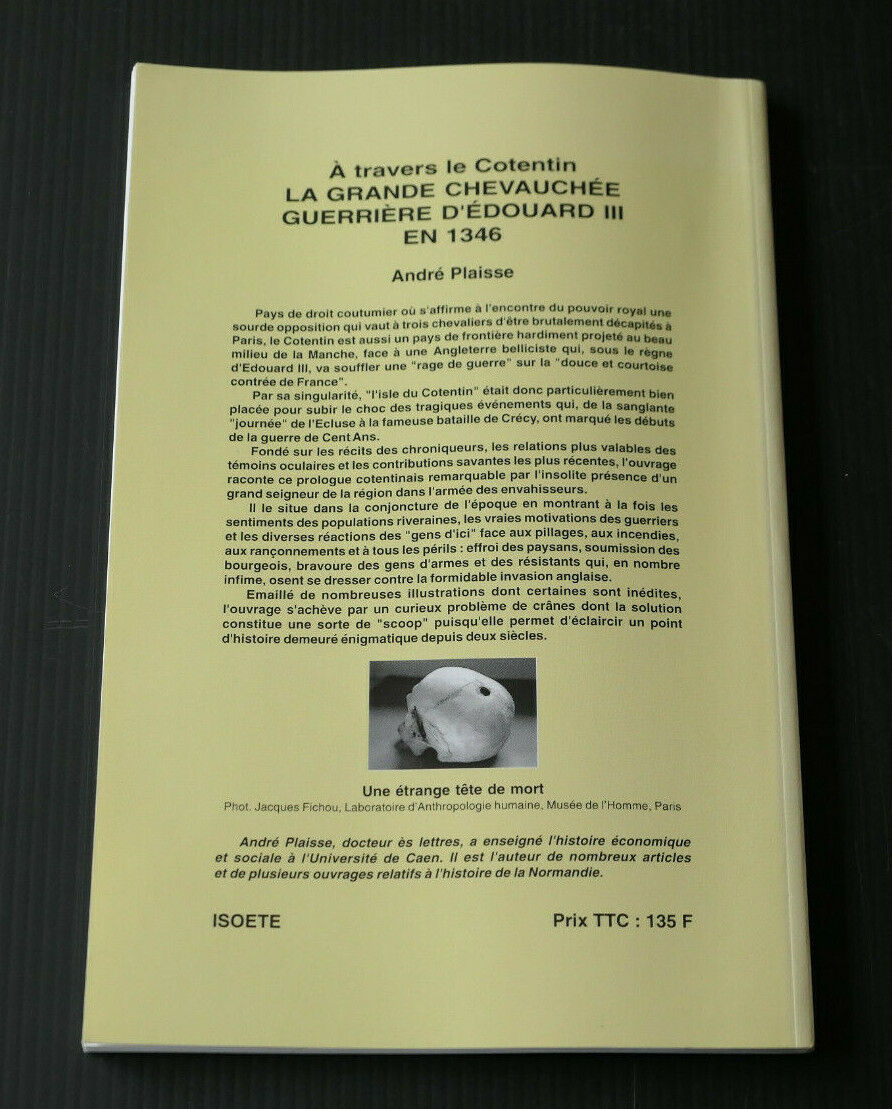 À travers le Cotentin
LA GRANDE CHEVAUCHÉE
GUERRIÈRE D'ÉDOUARD III
EN 1346
André Plaisse
Pays de droit coutumier où s'affirme à l'encontre du pouvoir royal une
sourde opposition qui vaut à trois chevaliers d'être brutalement décapités à
Paris, le Cotentin est aussi un pays de frontière hardiment projeté au beau
milieu de la Manche, face à une Angleterre belliciste qui, sous le règne
d'Edouard III, va souffler une "rage de guerre" sur la "douce et courtoise
contrée de France".
Par sa singularité, "l'isle du Cotentin" était donc particulièrement bien
placée pour subir le choc des tragiques événements qui, de la sanglante
"journée" de l'Ecluse à la fameuse bataille de Crécy, ont marqué les débuts
de la guerre de Cent Ans.
Fondé sur les récits des chroniqueurs, les relations plus valables des
témoins oculaires et les contributions savantes les plus récentes, l'ouvrage
raconte ce prologue cotentinais remarquable par l'insolite présence d'un
grand seigneur de la région dans l'armée des envahisseurs.
Il le situe dans la conjoncture de l'époque en montrant à la fois les
sentiments des populations riveraines, les vraies motivations des guerriers
et les diverses réactions des "gens d'ici" face aux pillages, aux incendies,
aux rançonnements et à tous les périls : effroi des paysans, soumission des
bourgeois, bravoure des gens d'armes et des résistants qui, en nombre
infime, osent se dresser contre la formidable invasion anglaise.
Emaillé de nombreuses illustrations dont certaines sont inédites,
l'ouvrage s'achève par un curieux problème de crânes dont la solution
constitue une sorte de "scoop" puisqu'elle permet d'éclaircir un point
d'histoire demeuré énigmatique depuis deux siècles.
Une étrange tête de mort
Phot. Jacques Fichou, Laboratoire d'Anthropologie humaine, Musée de l'Homme, Paris
André Plaisse, docteur ès lettres, a enseigné l'histoire économique
et sociale à l'Université de Caen. Il est l'auteur de nombreux articles
et de plusieurs ouvrages relatifs à l'histoire de la Normandie.
ISOETE
Prix TTC : 135 F